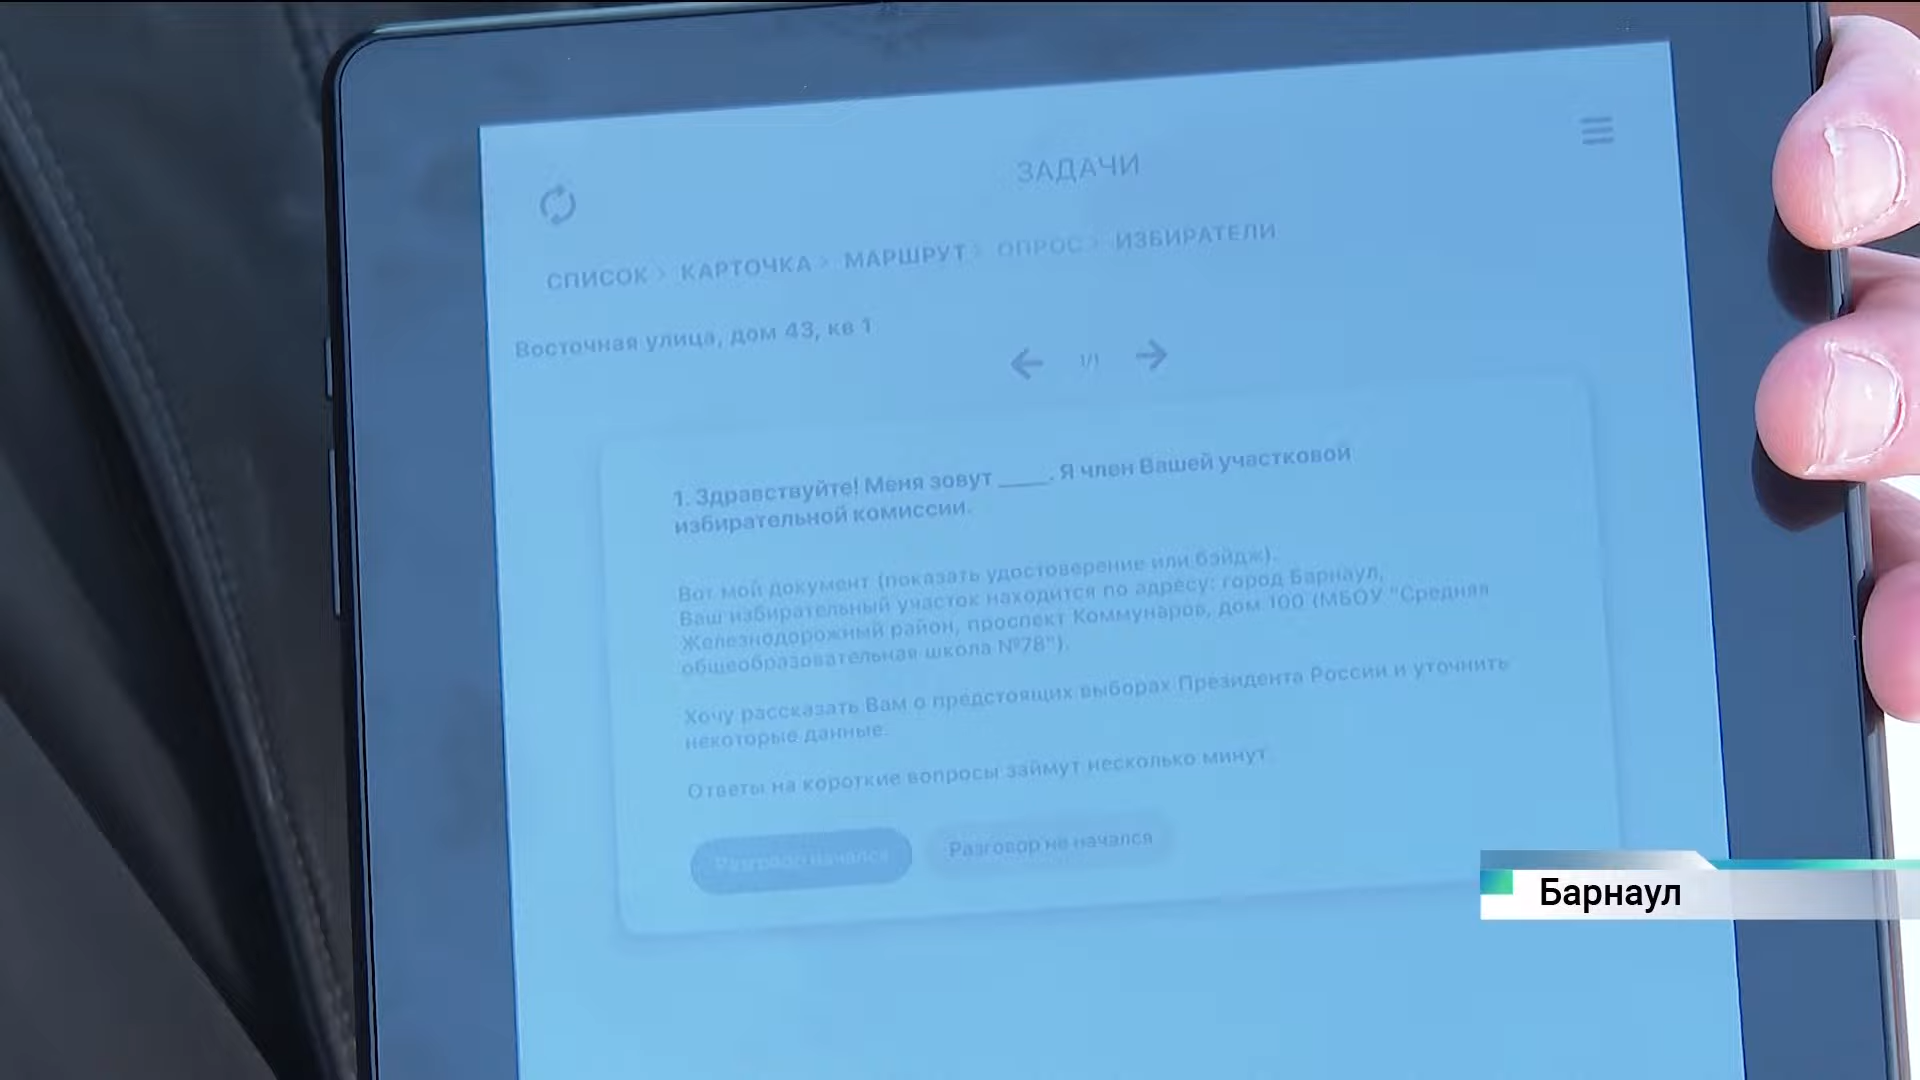 ЗАДАЧИ
СПИСОК > КАРТОЧКА > МАРШРУТ > ОПРОС > ИЗБИРАТЕЛИ
Восточная улица, дом 43, кв 1
1/1
1. Здравствуйте! Меня зовут _____. Я член Вашей участковой
избирательной комиссии.
Вот мой документ (показать удостоверение или бэйдж).
Ваш избирательный участок находится по адресу: город Барнаул,
Железнодорожный район, проспект Коммунаров, дом 100 (МБОУ "Средняя
общеобразовательная школа №78").
Хочу рассказать Вам о предстоящих выборах Президента России и уточнить
некоторые данные.
Ответы на короткие вопросы займут несколько минут.
Разговор начался
Разговор не начался
Барнаул